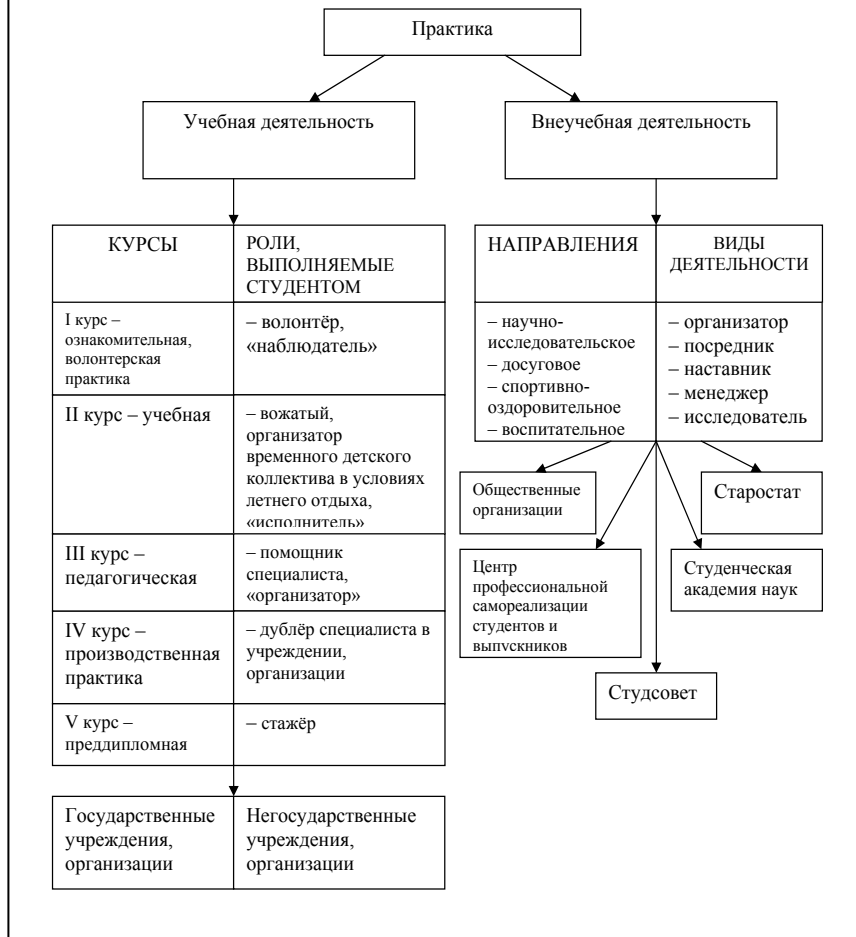 Практика
Учебная деятельность
Внеучебная деятельность
КУРСЫ
РОЛИ,
ВЫПОЛНЯЕМЫЕ
СТУДЕНТОМ
I курс –
ознакомительная,
волонтерская
практика
– волонтёр,
«наблюдатель»
II курс – учебная
– вожатый,
организатор
временного детского
коллектива в условиях
летнего отдыха,
«исполнитель»
III курс –
педагогическая
– помощник
специалиста,
«организатор»
IV курс –
производственная
практика
– дублёр специалиста в
учреждении,
организации
V курс –
преддипломная
– стажёр
Государственные
учреждения,
организации
Негосударственные
учреждения,
организации
НАПРАВЛЕНИЯ
ВИДЫ
ДЕЯТЕЛЬНОСТИ
– научно-
исследовательское
– досуговое
– спортивно-
оздоровительное
– воспитательное
– организатор
– посредник
– наставник
– менеджер
– исследователь
Общественные
организации
Старостат
Центр
профессиональной
самореализации
студентов и
выпускников
Студенческая
академия наук
Студсовет